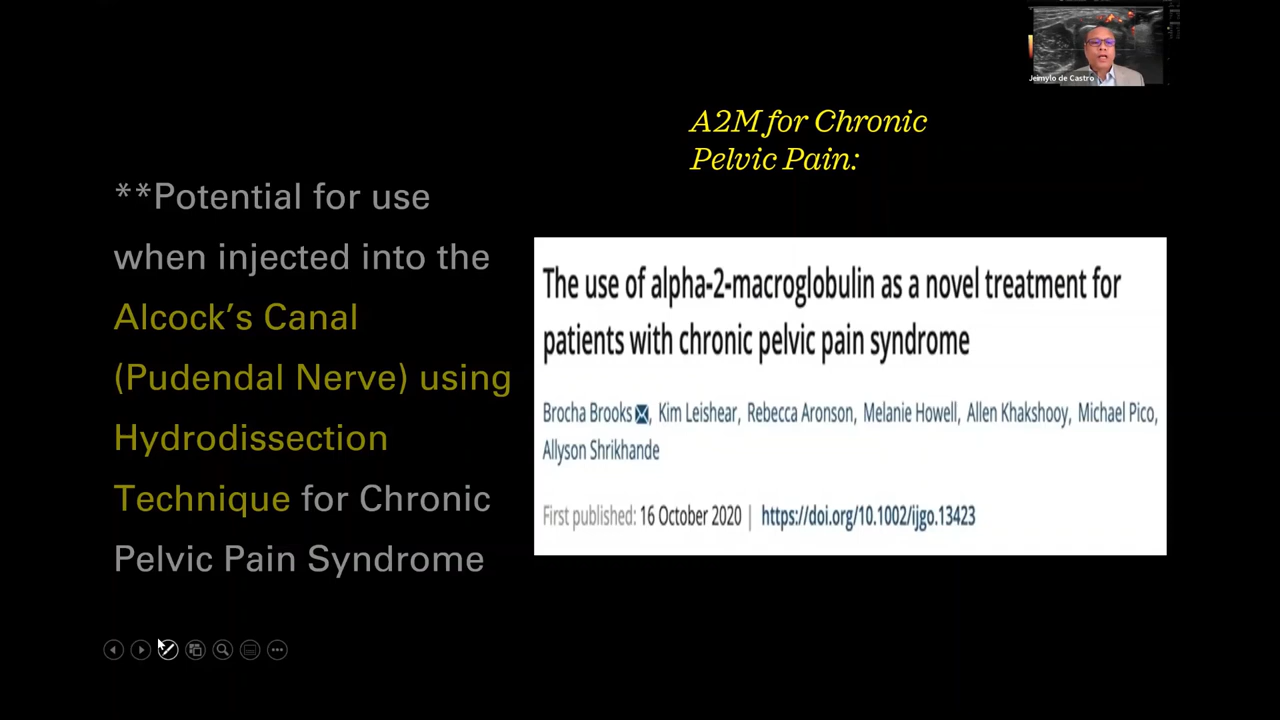 Jeimylo de Castro
A2M for Chronic
Pelvic Pain:
**Potential for use
when injected into the
Alcock’s Canal
(Pudendal Nerve) using
Hydrodissection
Technique for Chronic
Pelvic Pain Syndrome
The use of alpha-2-macroglobulin as a novel treatment for
patients with chronic pelvic pain syndrome
Brocha Brooks, Kim Leishear, Rebecca Aronson, Melanie Howell, Allen Khakshooy, Michael Pico,
Allyson Shrikhande
First published: 16 October 2020 | https://doi.org/10.1002/ijgo.13423